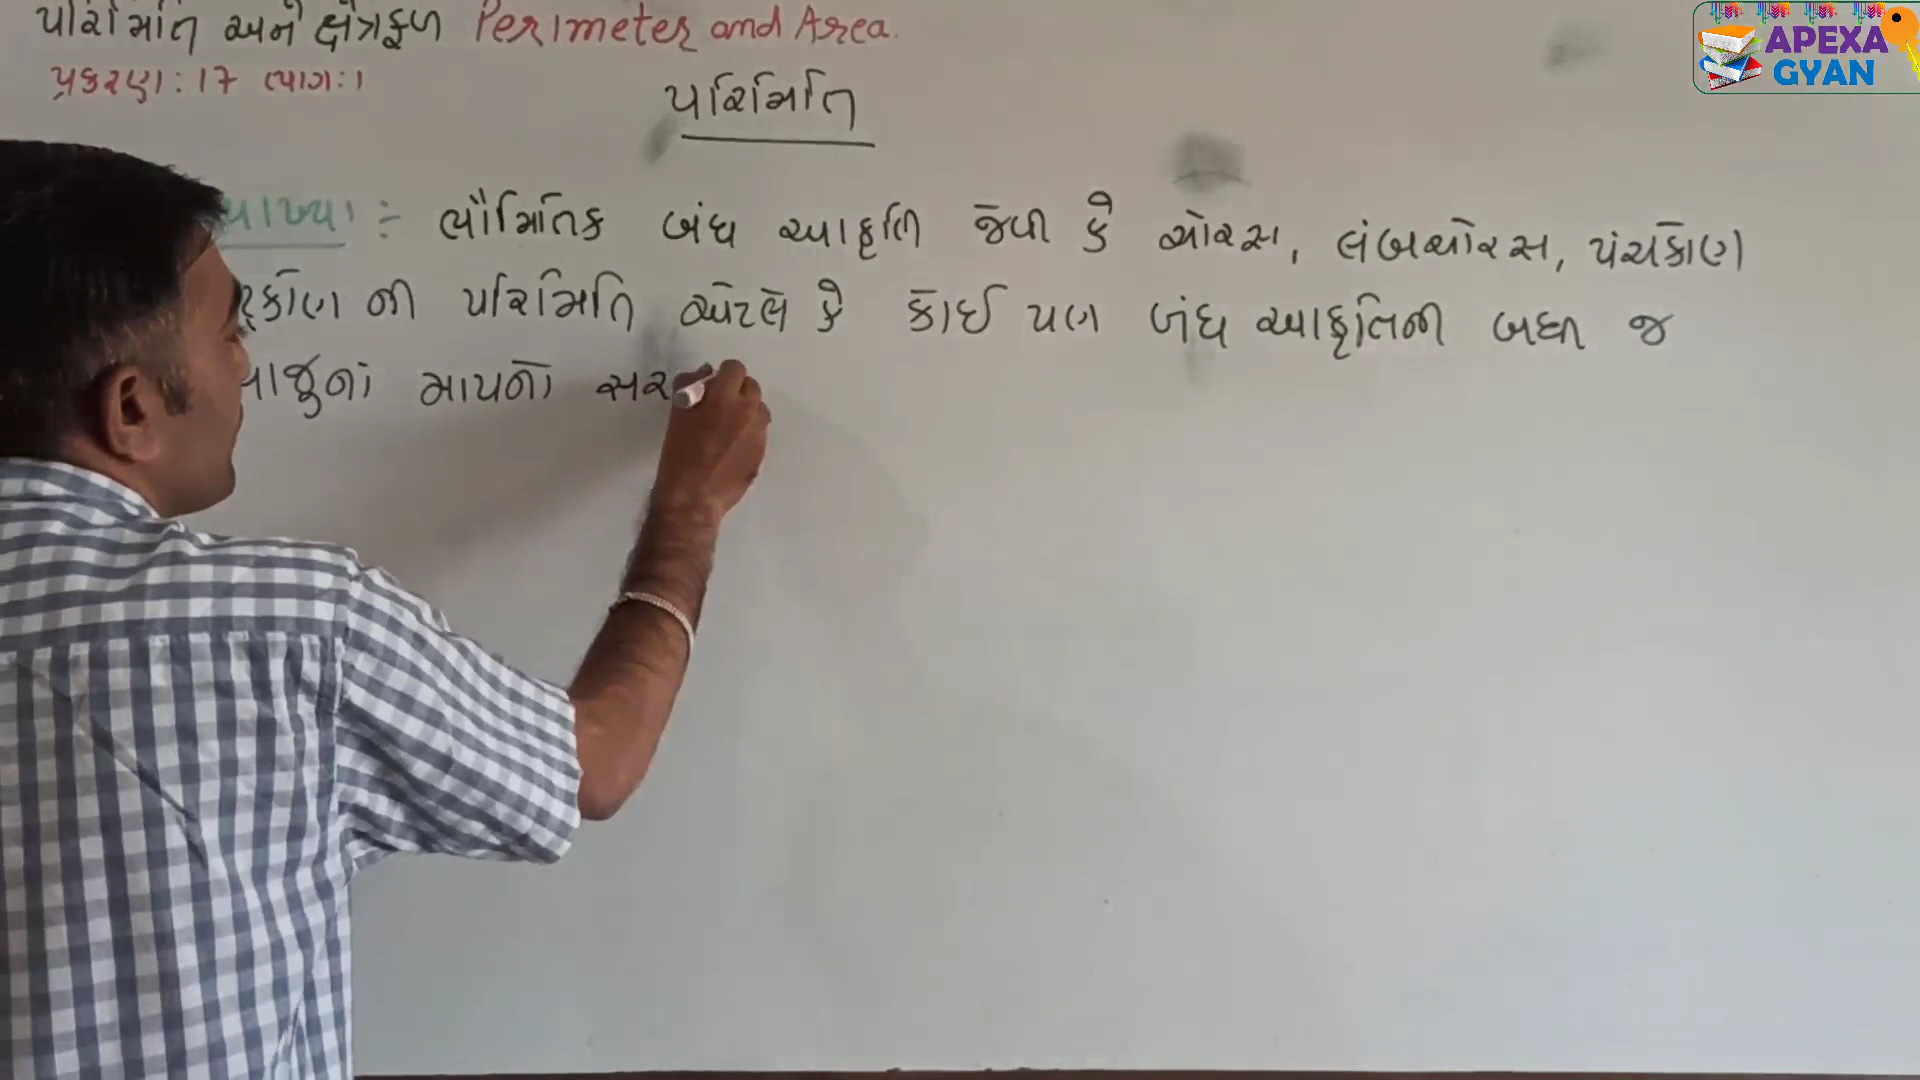 પરિમિતિ અને ક્ષેત્રફળ Perimeter and Area.
પ્રકરણ : 17 ભાગ : 1
પરિમિતિ
યાખ્યા :- ભૌમિતિક બંધ આકૃતિ જેવી કે ચોરસ, લંબચોરસ, પંચકોણ
ટ્કોણ ની પરિમિતિ એટલે કે કોઈ પણ બંધ આકૃતિની બધી જ
ાજુનાં માપનો સર
APEXA
GYAN